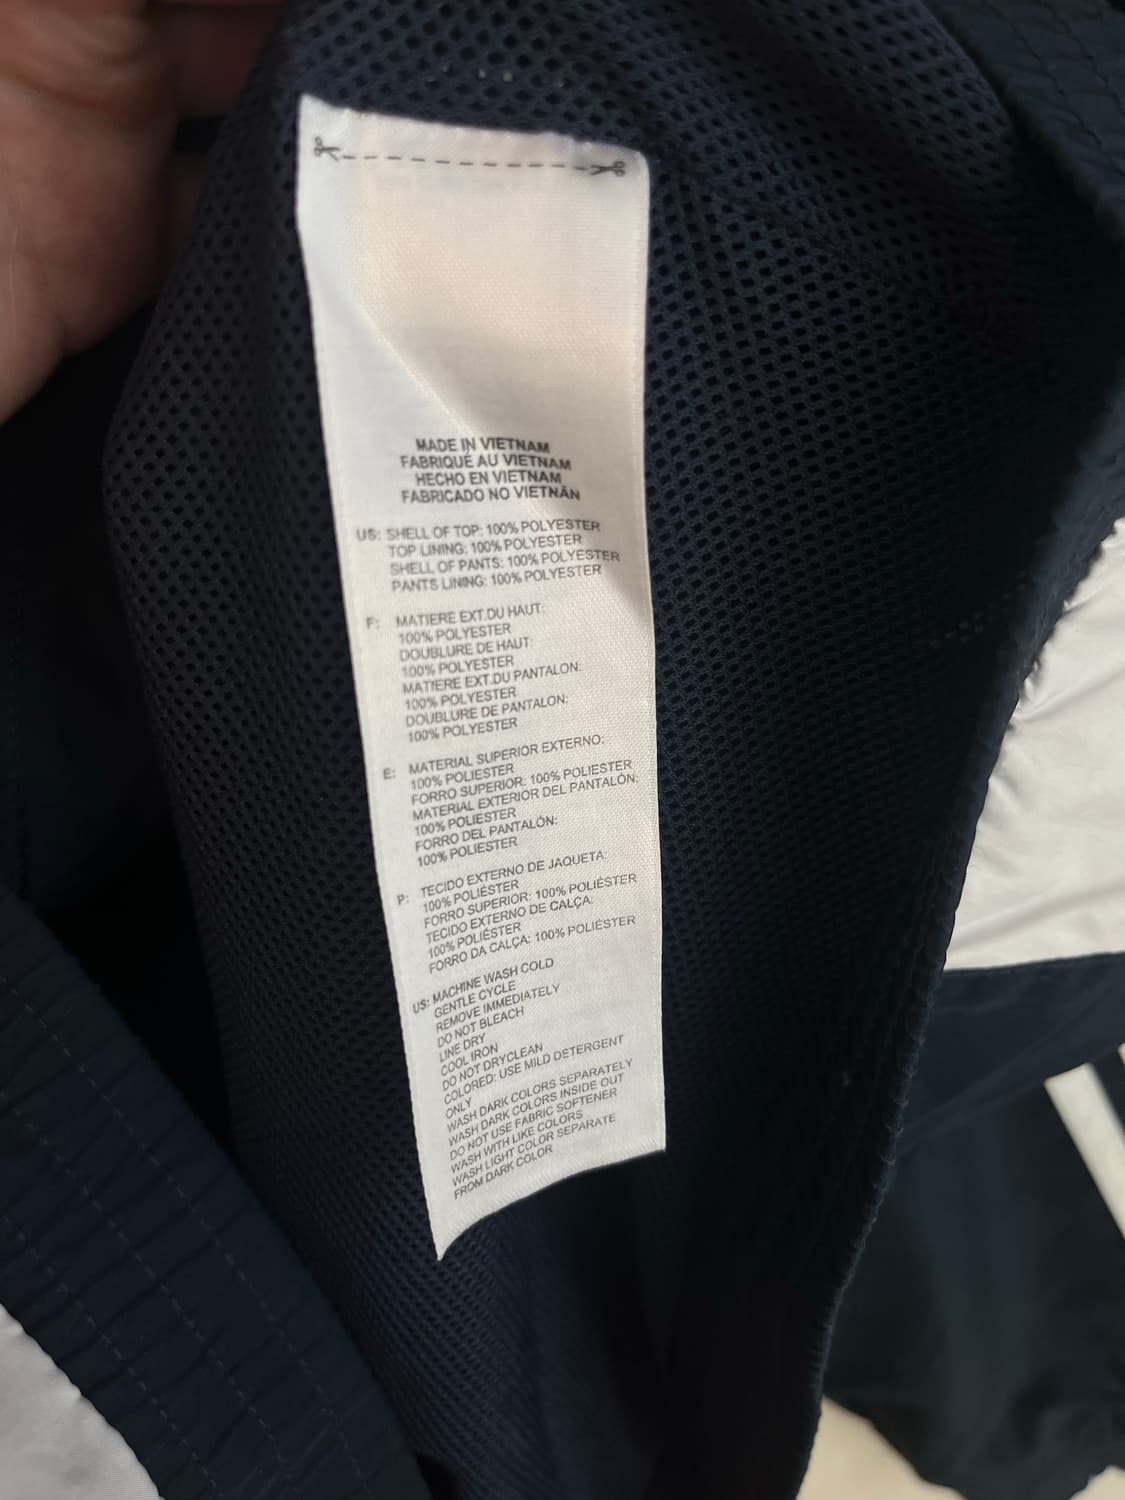 MADE IN VIETNAM
FABRIQUÉ AU VIETNAM
HECHO EN VIETNAM
FABRICADO NO VIETNÃN
US: SHELL OF TOP: 100% POLYESTER
TOP LINING: 100% POLYESTER
SHELL OF PANTS: 100% POLYESTER
PANTS LINING: 100% POLYESTER
F: MATIERE EXT.DU HAUT:
100% POLYESTER
DOUBLURE DE HAUT:
100% POLYESTER
MATIERE EXT.DU PANTALON:
100% POLYESTER
DOUBLURE DE PANTALON:
100% POLYESTER
E: MATERIAL SUPERIOR EXTERNO:
100% POLIESTER
FORRO SUPERIOR: 100% POLIESTER
MATERIAL EXTERIOR DEL PANTALÓN:
100% POLIESTER
FORRO DEL PANTALÓN:
100% POLIESTER
P: TECIDO EXTERNO DE JAQUETA:
100% POLIÉSTER
FORRO SUPERIOR: 100% POLIÉSTER
TECIDO EXTERNO DE CALÇA:
100% POLIÉSTER
FORRO DA CALÇA: 100% POLIÉSTER
US: MACHINE WASH COLD
GENTLE CYCLE
REMOVE IMMEDIATELY
DO NOT BLEACH
LINE DRY
COOL IRON
DO NOT DRYCLEAN
COLORED: USE MILD DETERGENT
ONLY
WASH DARK COLORS SEPARATELY
WASH DARK COLORS INSIDE OUT
DO NOT USE FABRIC SOFTENER
WASH WITH LIKE COLORS
WASH LIGHT COLOR SEPARATE
FROM DARK COLOR